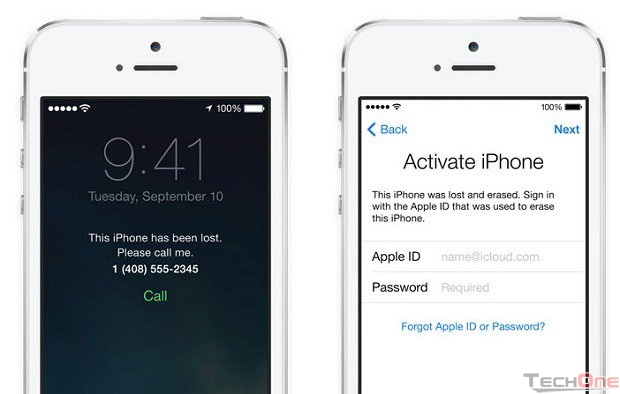 100%
9:41
Tuesday, September 10
This iPhone has been lost.
Please call me.
1 (408) 555-2345
Call
100%
Back
Next
Activate iPhone
This iPhone was lost and erased. Sign in
with the Apple ID that was used to erase
this iPhone.
Apple ID name@icloud.com
Password Required
Forgot Apple ID or Password?
TECHONE